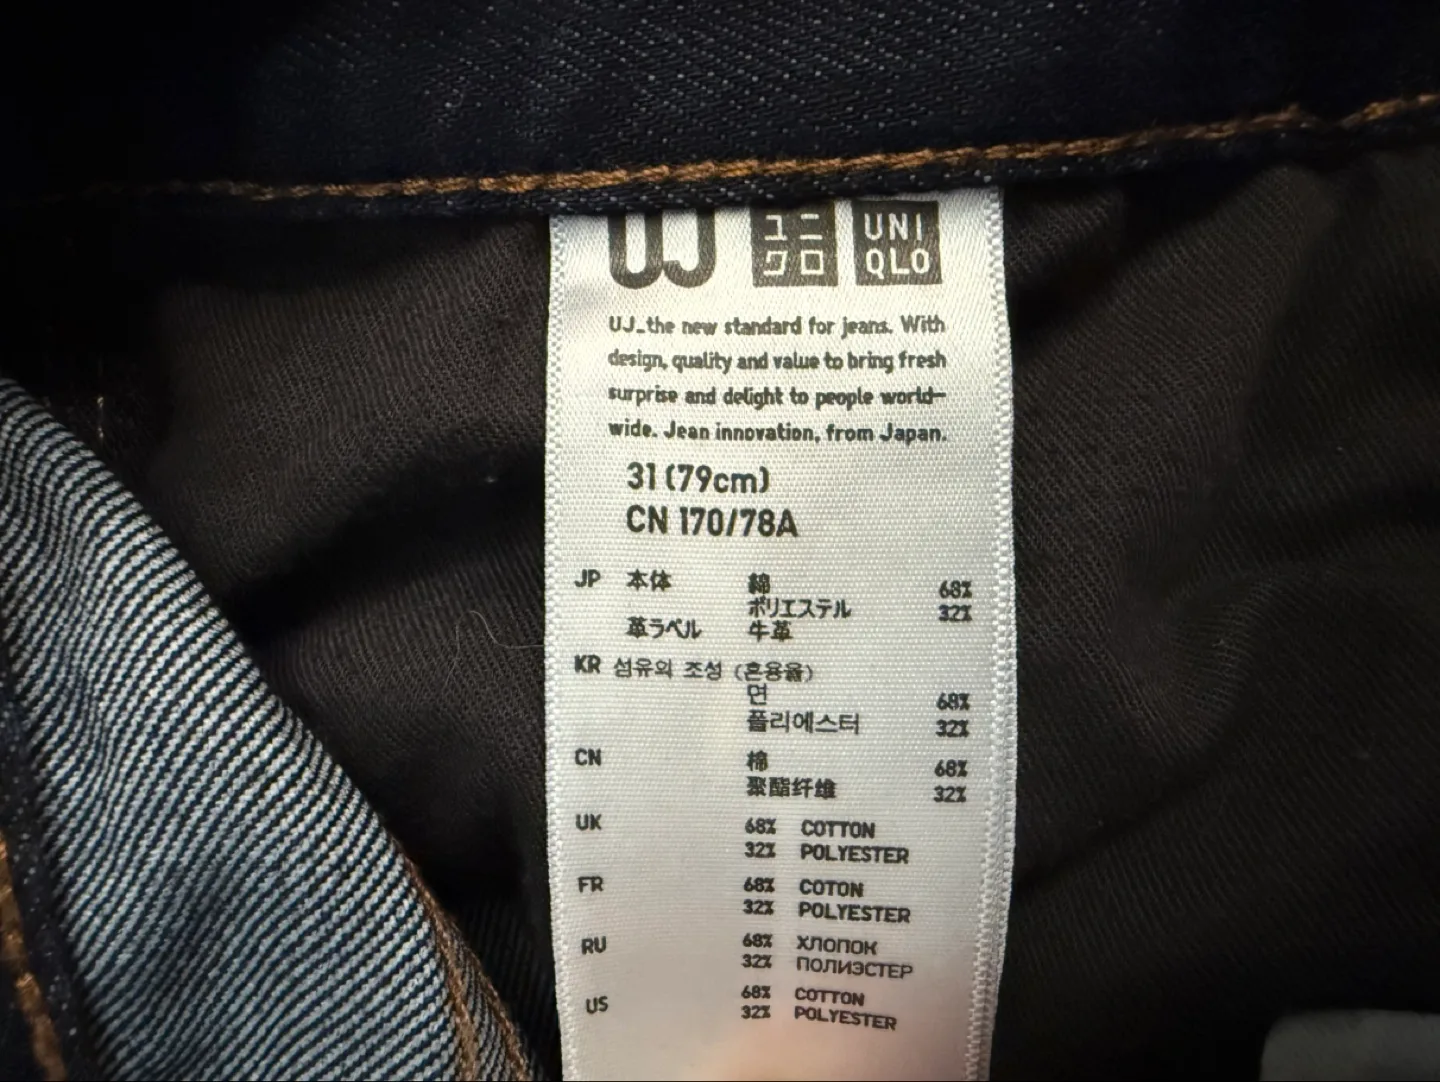 UJ ユニクロ UNIQLO
UJ_the new standard for jeans. With
design, quality and value to bring fresh
surprise and delight to people world-
wide. Jean innovation, from Japan.
31 (79cm)
CN 170/78A
JP 本体 綿 68%
ポリエステル 32%
革ラベル 牛革
KR 섬유의 조성 (혼용율)
면 68%
폴리에스터 32%
CN 棉 68%
聚酯纤维 32%
UK 68% COTTON
32% POLYESTER
FR 68% COTON
32% POLYESTER
RU 68% ХЛОПОК
32% ПОЛИЭСТЕР
US 68% COTTON
32% POLYESTER